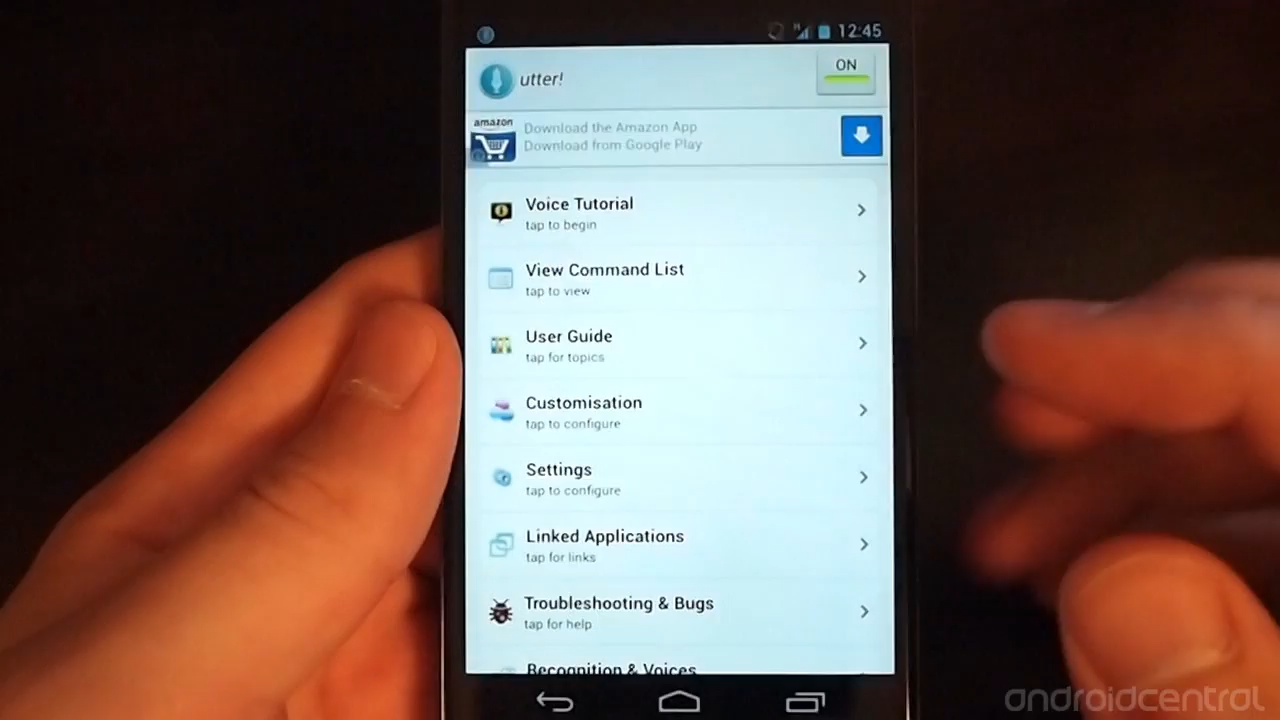 12:45
utter!
ON
amazon
Download the Amazon App
Download from Google Play
Voice Tutorial
tap to begin
View Command List
tap to view
User Guide
tap for topics
Customisation
tap to configure
Settings
tap to configure
Linked Applications
tap for links
Troubleshooting & Bugs
tap for help
Recognition & Voices
androidcentral